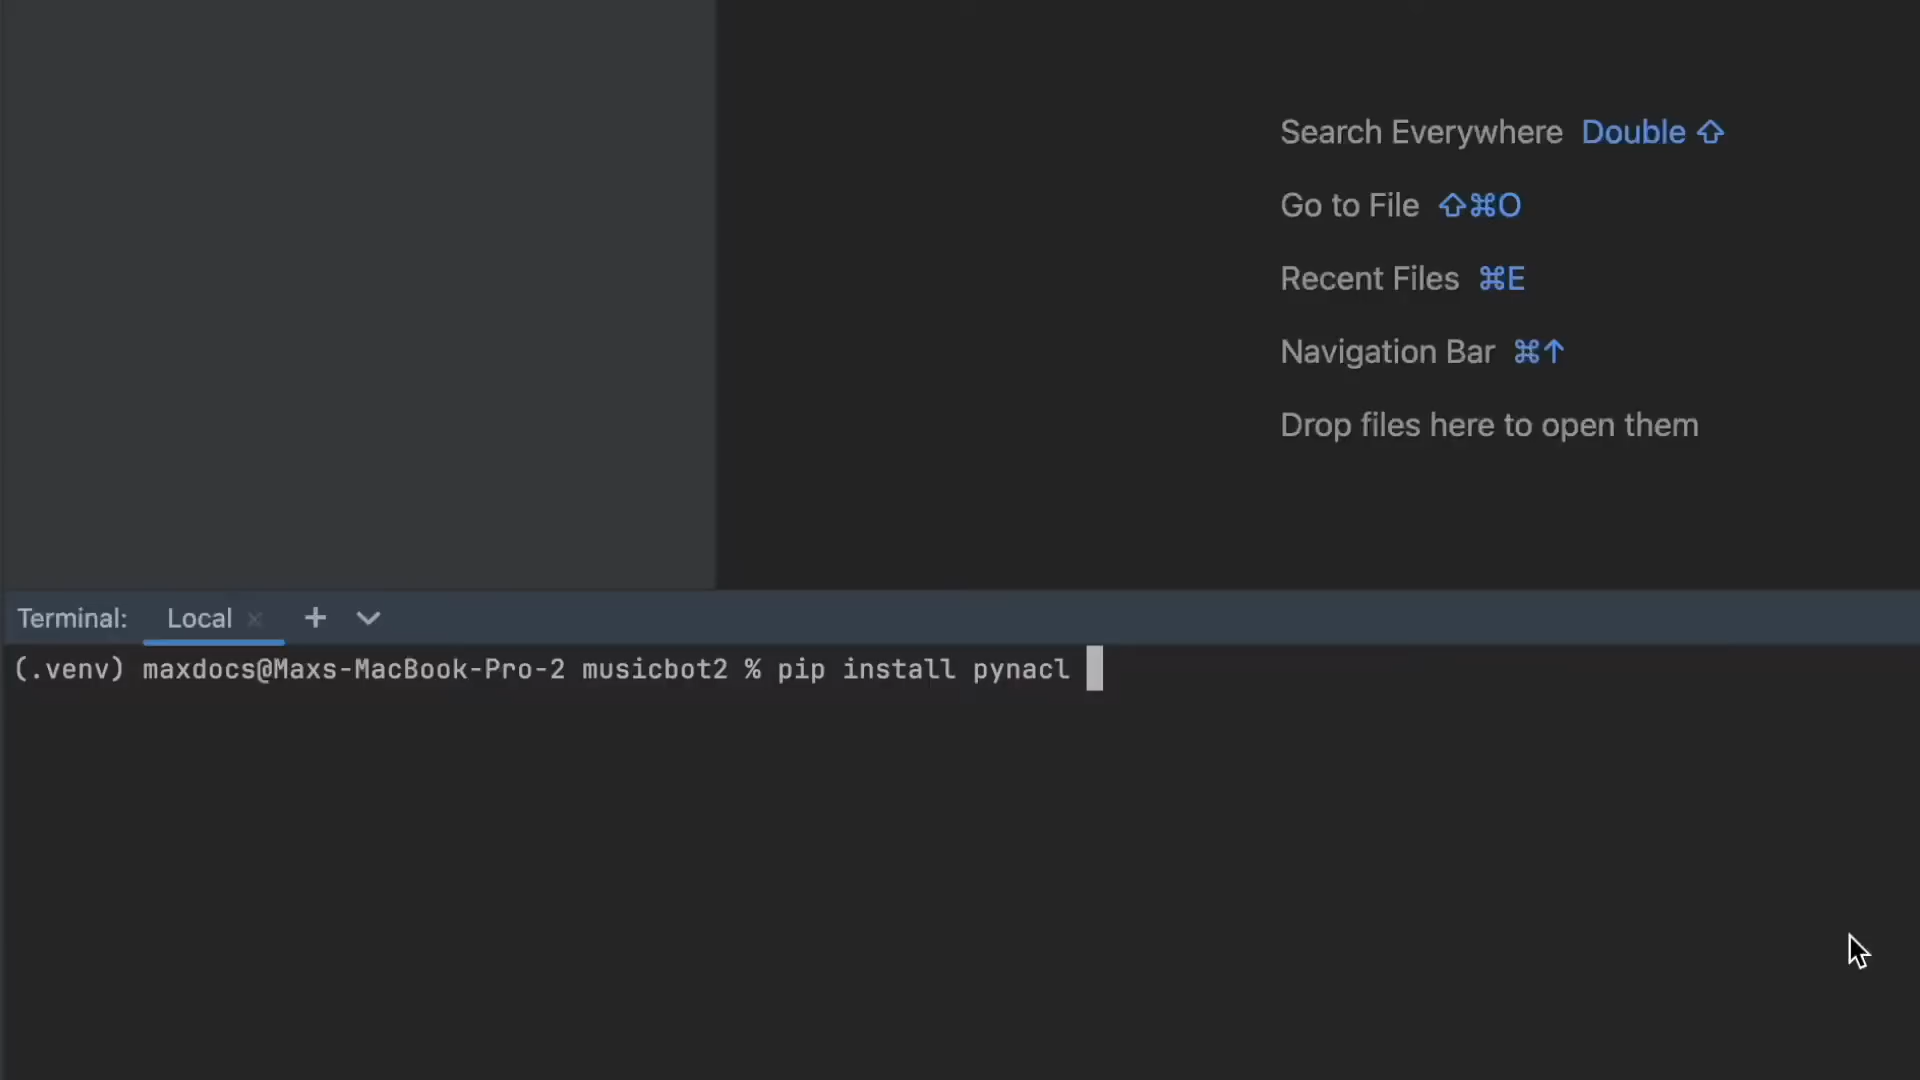 Search Everywhere Double ⇧
Go to File ⇧⌘O
Recent Files ⌘E
Navigation Bar ⌘↑
Drop files here to open them
Terminal: Local × +
(.venv) maxdocs@Maxs-MacBook-Pro-2 musicbot2 % pip install pynacl